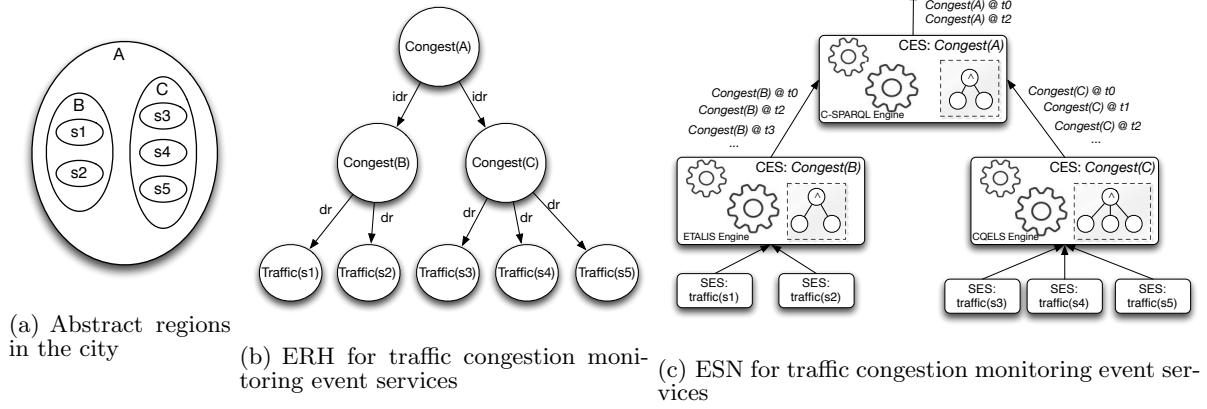 A
B
C
s1
s2
s3
s4
s5
(a) Abstract regions
in the city
Congest(A)
idr
idr
Congest(B)
Congest(C)
dr
dr
dr
dr
dr
Traffic(s1)
Traffic(s2)
Traffic(s3)
Traffic(s4)
Traffic(s5)
(b) ERH for traffic congestion moni-
toring event services
Congest(A) @ t0
Congest(A) @ t2
CES: Congest(A)
^
C-SPARQL Engine
Congest(B) @ t0
Congest(B) @ t2
Congest(B) @ t3
...
Congest(C) @ t0
Congest(C) @ t1
Congest(C) @ t2
...
CES: Congest(B)
^
ETALIS Engine
CES: Congest(C)
^
CQELS Engine
SES:
traffic(s1)
SES:
traffic(s2)
SES:
traffic(s3)
SES:
traffic(s4)
SES:
traffic(s5)
(c) ESN for traffic congestion monitoring event ser-
vices